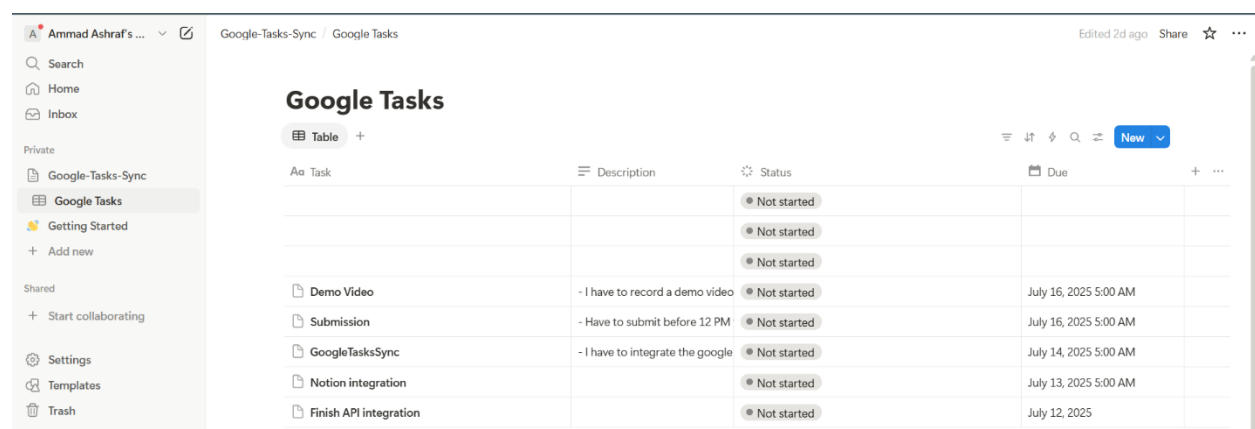 A Ammad Ashraf's ...
Google-Tasks-Sync / Google Tasks
Edited 2d ago Share
Search
Home
Inbox
Private
Google-Tasks-Sync
Google Tasks
Getting Started
Add new
Shared
Start collaborating
Settings
Templates
Trash
Google Tasks
Table
New
Aa Task Description Status Due
Not started
Not started
Not started
Demo Video - I have to record a demo video Not started July 16, 2025 5:00 AM
Submission - Have to submit before 12 PM Not started July 16, 2025 5:00 AM
GoogleTasksSync - I have to integrate the google Not started July 14, 2025 5:00 AM
Notion integration Not started July 13, 2025 5:00 AM
Finish API integration Not started July 12, 2025